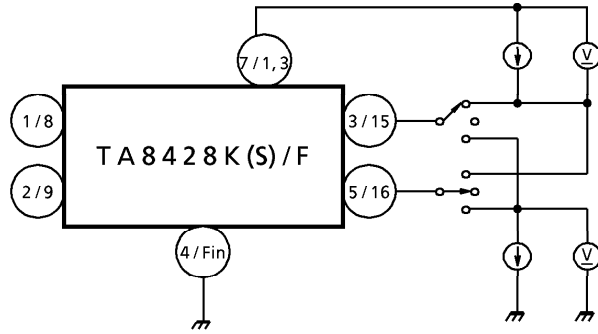 7 / 1, 3
V
1 / 8
3 / 15
TA8428K(S)/F
2 / 9
5 / 16
4 / Fin
V